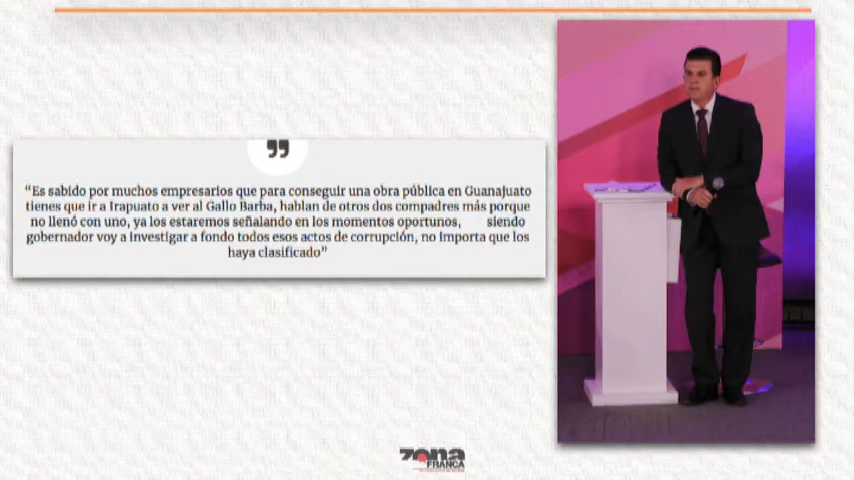 ”
“Es sabido por muchos empresarios que para conseguir una obra pública en Guanajuato
tienes que ir a Irapuato a ver al Gallo Barba, hablan de otros dos compadres más porque
no llenó con uno, ya los estaremos señalando en los momentos oportunos, siendo
gobernador voy a investigar a fondo todos esos actos de corrupción, no importa que los
haya clasificado”
zona
FRANCA